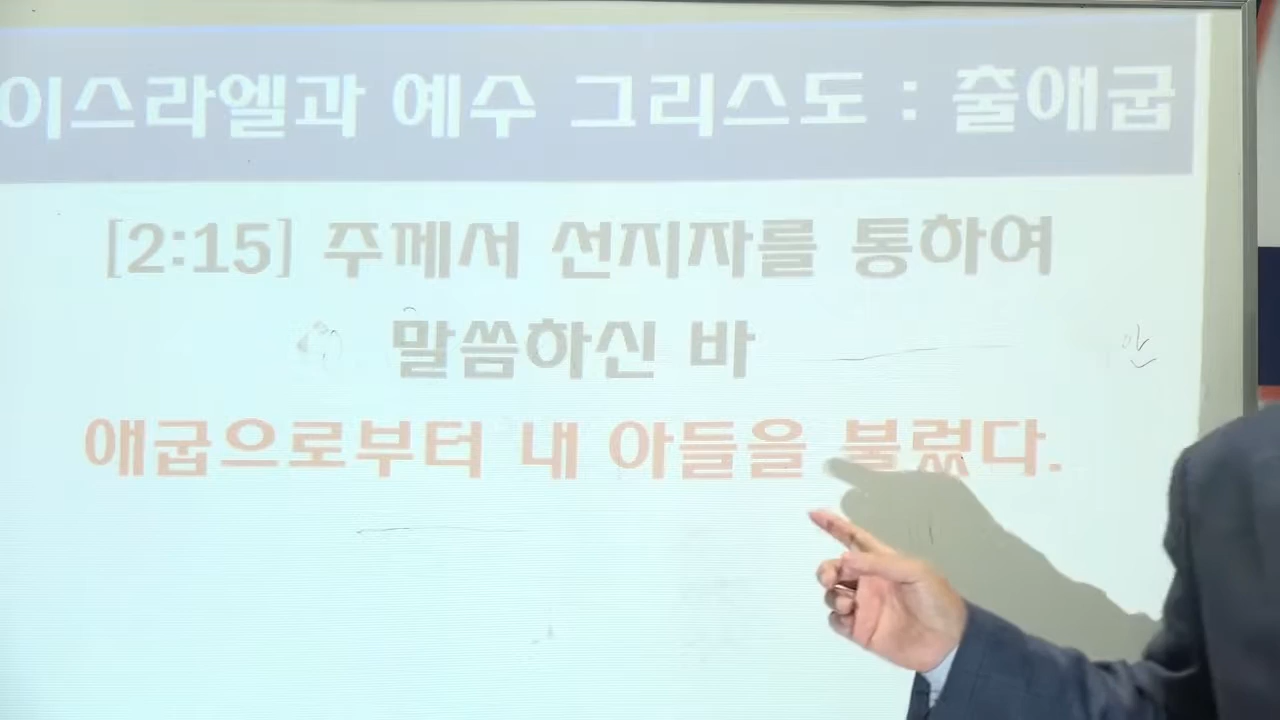 이스라엘과 예수 그리스도 : 출애굽
[2:15] 주께서 선지자를 통하여
말씀하신 바
애굽으로부터 내 아들을 불렀다.